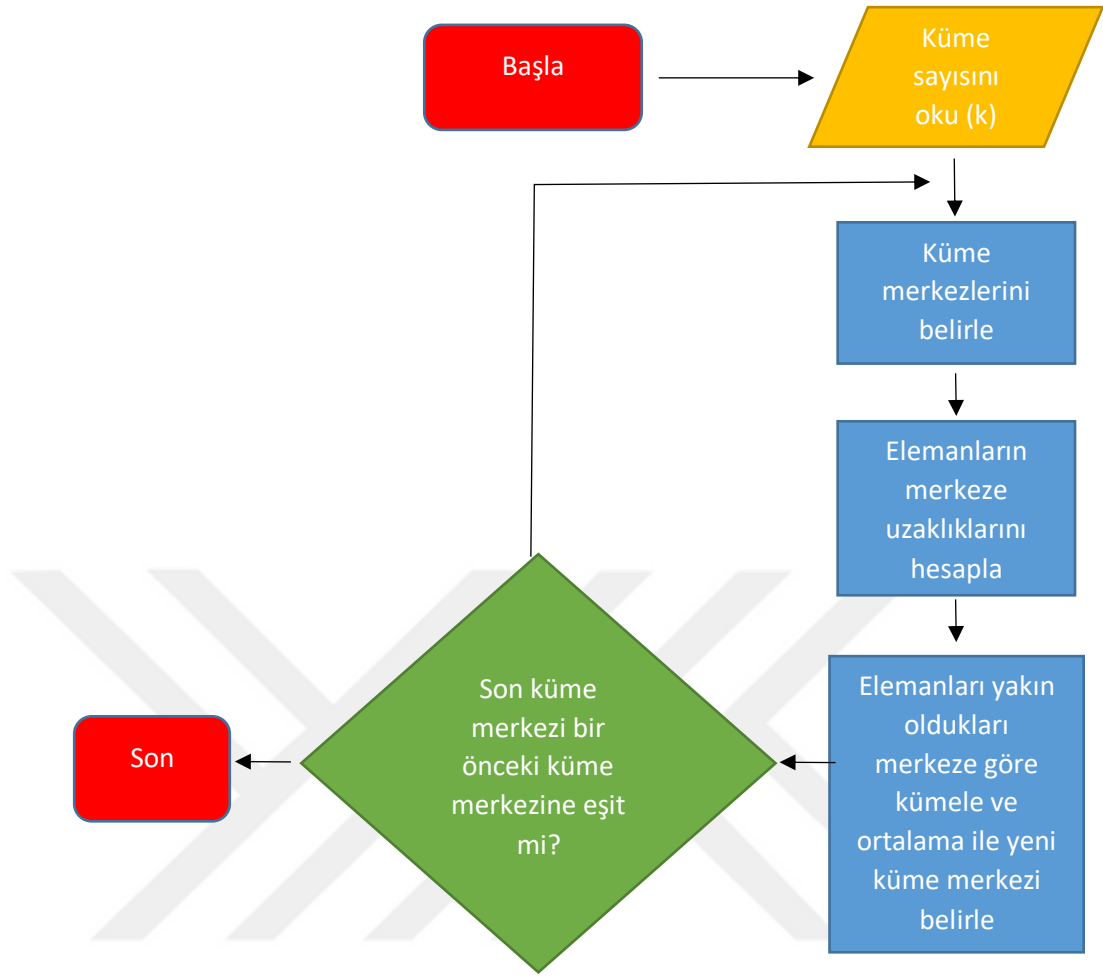 Başla
Küme
sayısını
oku (k)
Küme
merkezlerini
belirle
Elemanların
merkeze
uzaklıklarını
hesapla
Elemanları yakın
oldukları
merkeze göre
kümele ve
ortalama ile yeni
küme merkezi
belirle
Son küme
merkezi bir
önceki küme
merkezine eşit
mi?
Son